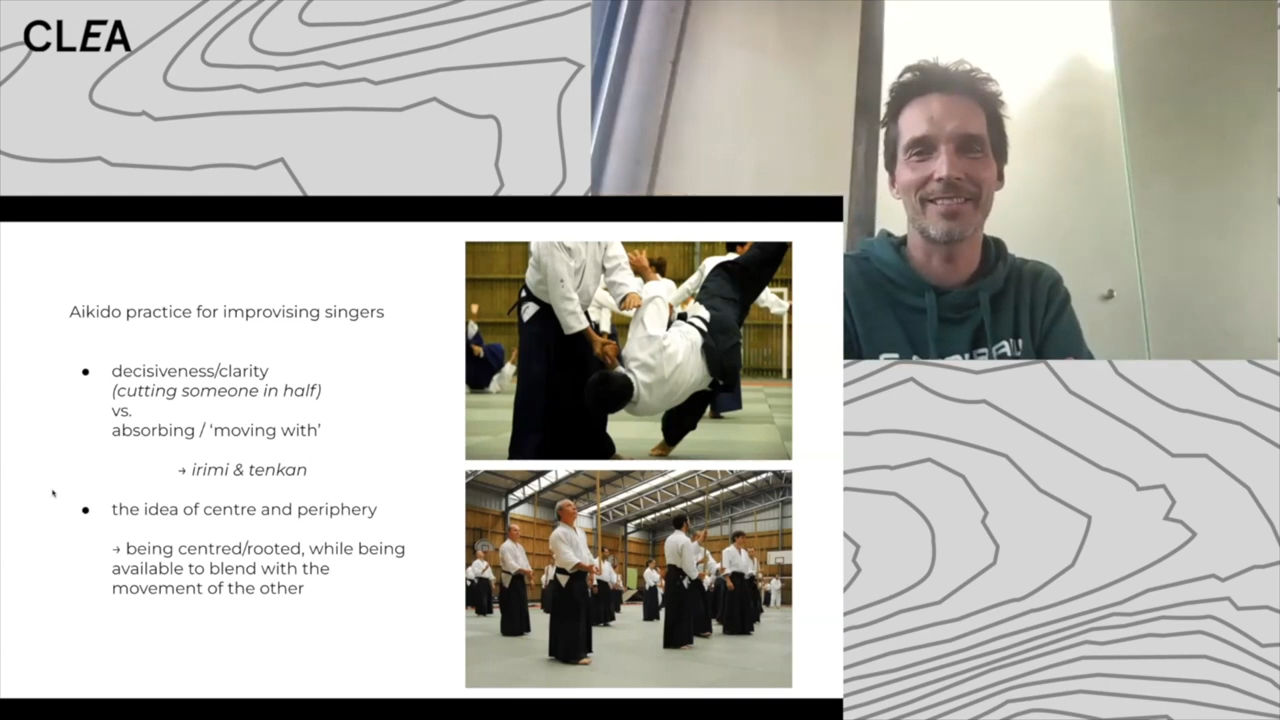 CLEA
Aikido practice for improvising singers
● decisiveness/clarity
(cutting someone in half)
vs.
absorbing / ‘moving with’
→ irimi & tenkan
● the idea of centre and periphery
→ being centred/rooted, while being
available to blend with the
movement of the other